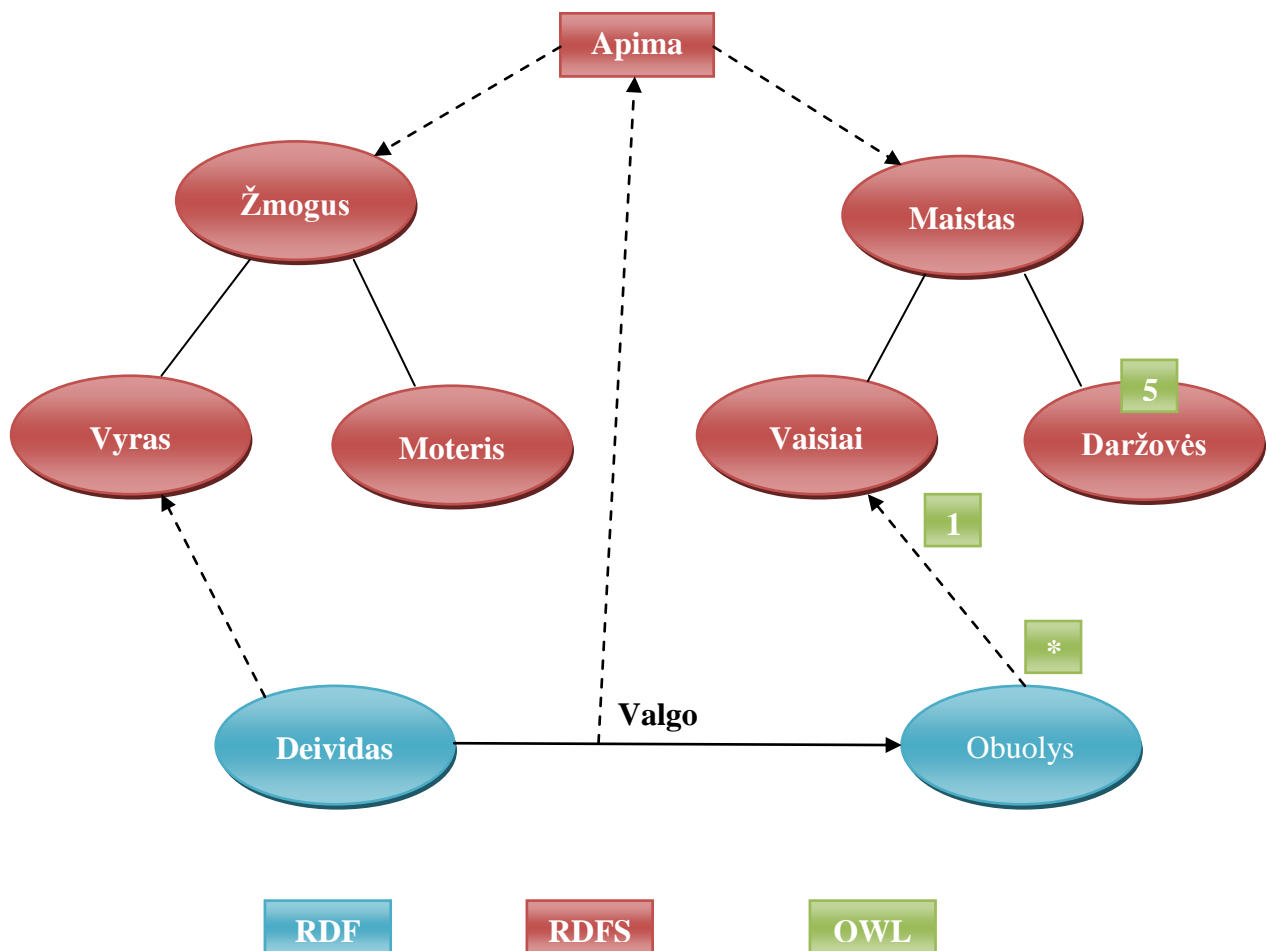 Apima
Žmogus
Maistas
Vyras
Moteris
Vaisiai
5
Daržovės
1
*
Valgo
Deividas
Obuolys
RDF
RDFS
OWL